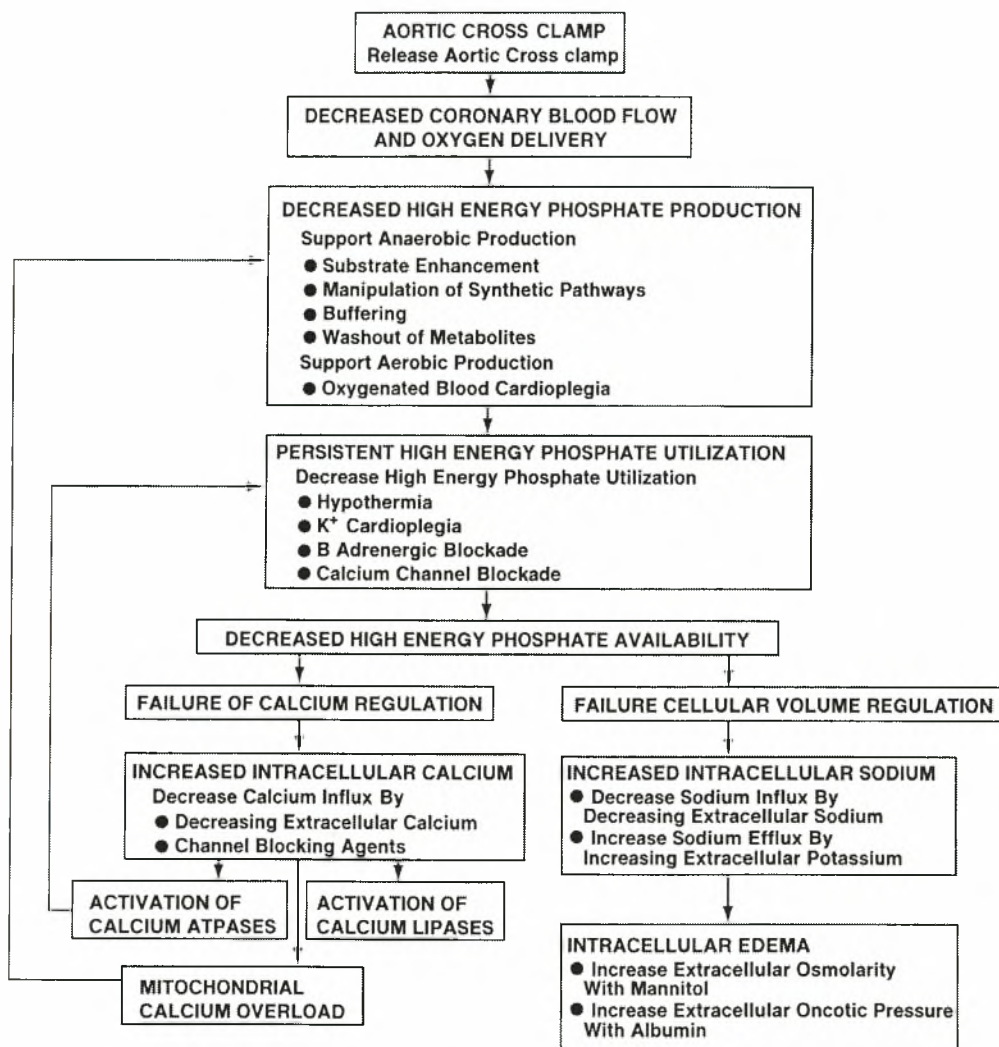 AORTIC CROSS CLAMP
Release Aortic Cross clamp
DECREASED CORONARY BLOOD FLOW
AND OXYGEN DELIVERY
DECREASED HIGH ENERGY PHOSPHATE PRODUCTION
Support Anaerobic Production
● Substrate Enhancement
● Manipulation of Synthetic Pathways
● Buffering
● Washout of Metabolites
Support Aerobic Production
● Oxygenated Blood Cardioplegia
PERSISTENT HIGH ENERGY PHOSPHATE UTILIZATION
Decrease High Energy Phosphate Utilization
● Hypothermia
● K⁺ Cardioplegia
● B Adrenergic Blockade
● Calcium Channel Blockade
DECREASED HIGH ENERGY PHOSPHATE AVAILABILITY
FAILURE OF CALCIUM REGULATION
INCREASED INTRACELLULAR CALCIUM
Decrease Calcium Influx By
● Decreasing Extracellular Calcium
● Channel Blocking Agents
ACTIVATION OF
CALCIUM ATPASES
ACTIVATION OF
CALCIUM LIPASES
MITOCHONDRIAL
CALCIUM OVERLOAD
FAILURE CELLULAR VOLUME REGULATION
INCREASED INTRACELLULAR SODIUM
● Decrease Sodium Influx By
Decreasing Extracellular Sodium
● Increase Sodium Efflux By
Increasing Extracellular Potassium
INTRACELLULAR EDEMA
● Increase Extracellular Osmolarity
With Mannitol
● Increase Extracellular Oncotic Pressure
With Albumin